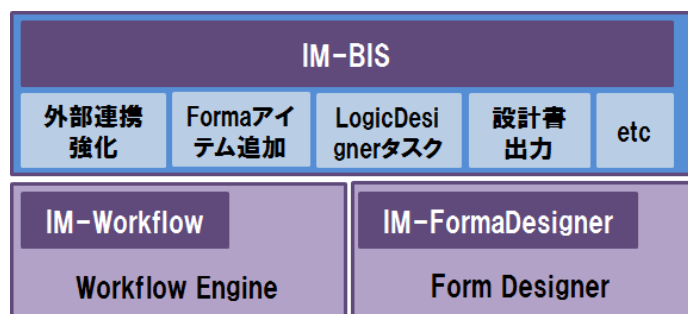 IM-BIS
外部連携
強化
Formaアイ
テム追加
LogicDesi
gnerタスク
設計書
出力
etc
IM-Workflow
Workflow Engine
IM-FormaDesigner
Form Designer